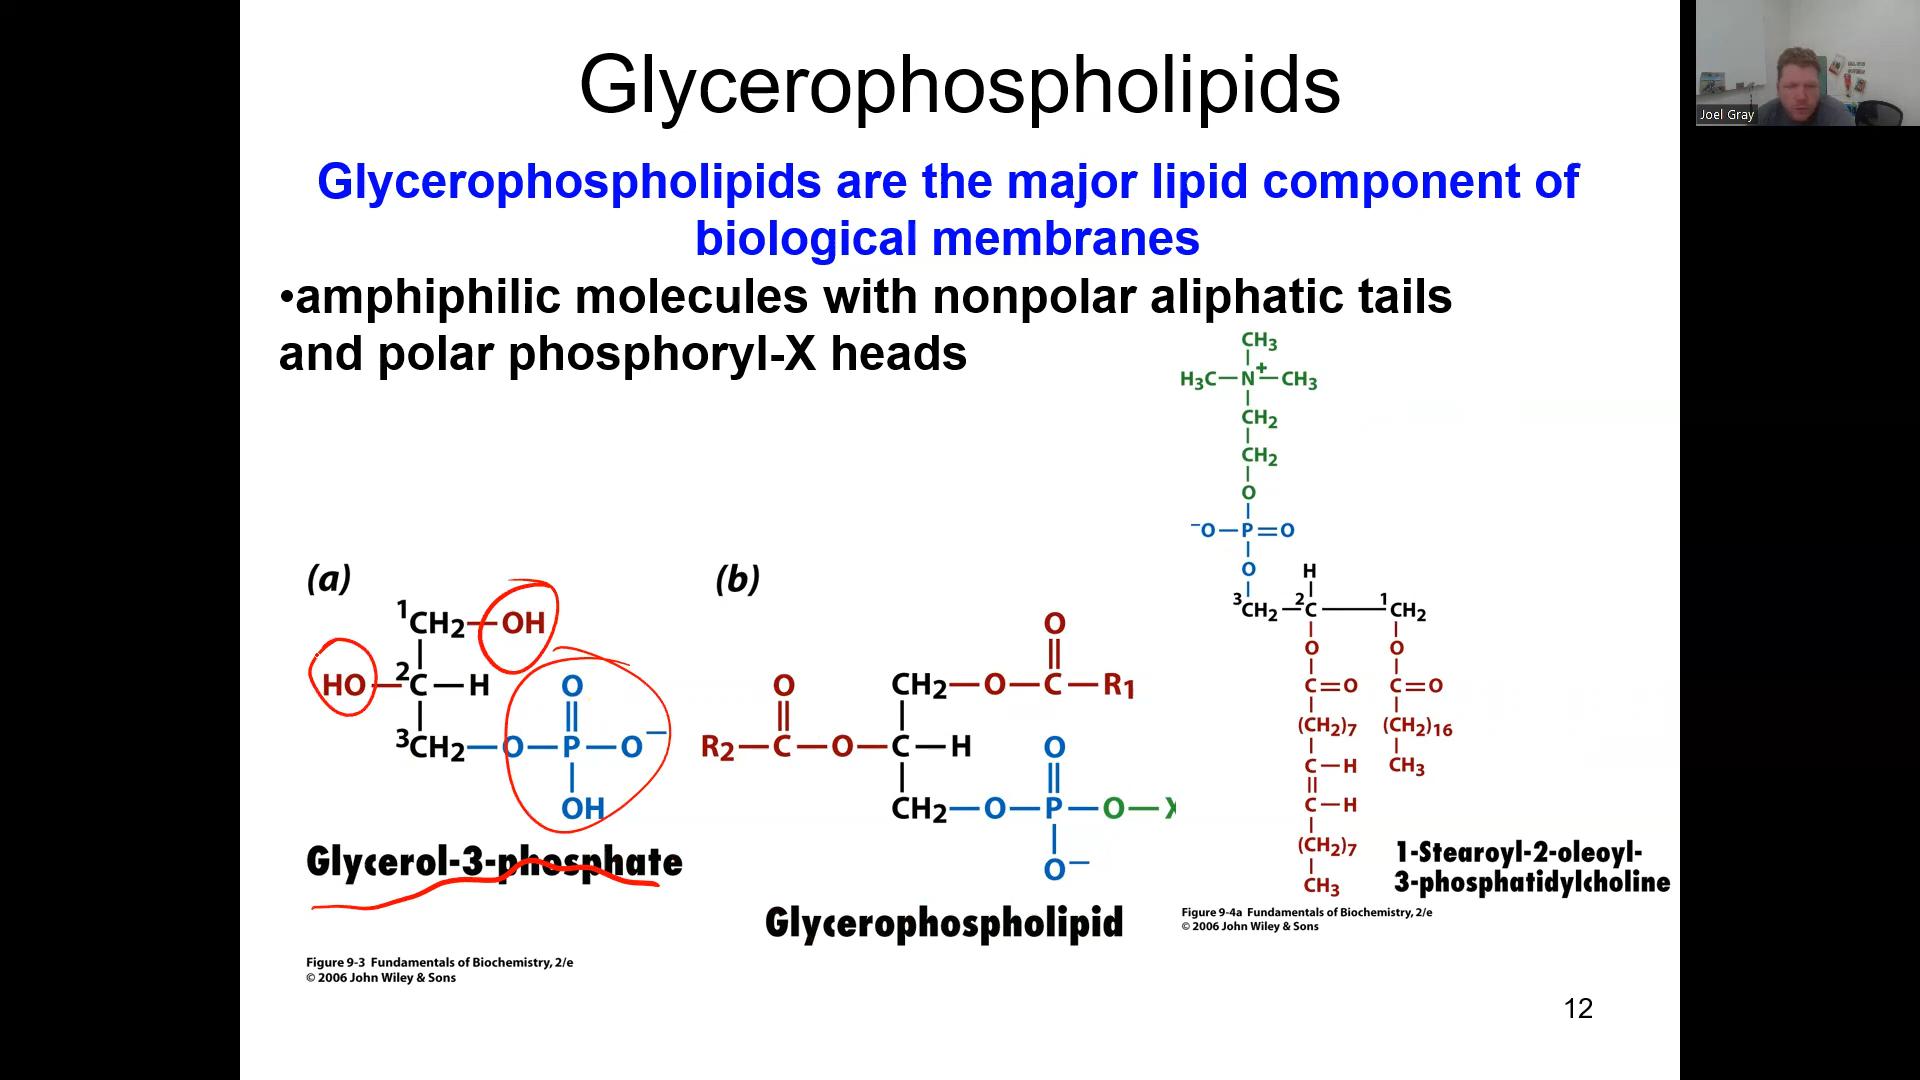 Glycerophospholipids
Glycerophospholipids are the major lipid component of
biological membranes
•amphiphilic molecules with nonpolar aliphatic tails
and polar phosphoryl-X heads
Joel Gray
(a)
1CH2—OH
HO—2C—H
O
3CH2—O—P—O−
OH
Glycerol-3-phosphate
Figure 9-3 Fundamentals of Biochemistry, 2/e
© 2006 John Wiley & Sons
(b)
O
O
CH2—O—C—R1
R2—C—O—C—H
O
CH2—O—P—O—X
O−
Glycerophospholipid
CH3
H3C—N+—CH3
CH2
CH2
O
−O—P=O
O
H
3CH2—2C—1CH2
O O
C=O C=O
(CH2)7 (CH2)16
C—H CH3
C—H
(CH2)7
CH3
1-Stearoyl-2-oleoyl-
3-phosphatidylcholine
Figure 9-4a Fundamentals of Biochemistry, 2/e
© 2006 John Wiley & Sons
12